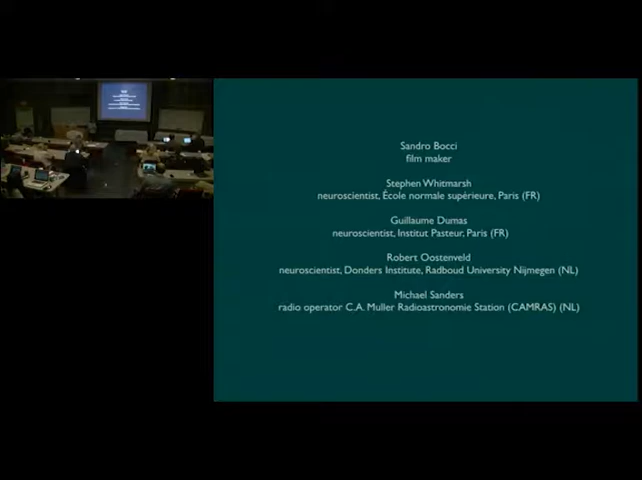 Sandro Bocci
film maker
Stephen Whitmarsh
neuroscientist, École normale supérieure, Paris (FR)
Guillaume Dumas
neuroscientist, Institut Pasteur, Paris (FR)
Robert Oostenveld
neuroscientist, Donders Institute, Radboud University Nijmegen (NL)
Michael Sanders
radio operator C.A. Muller Radioastronomie Station (CAMRAS) (NL)